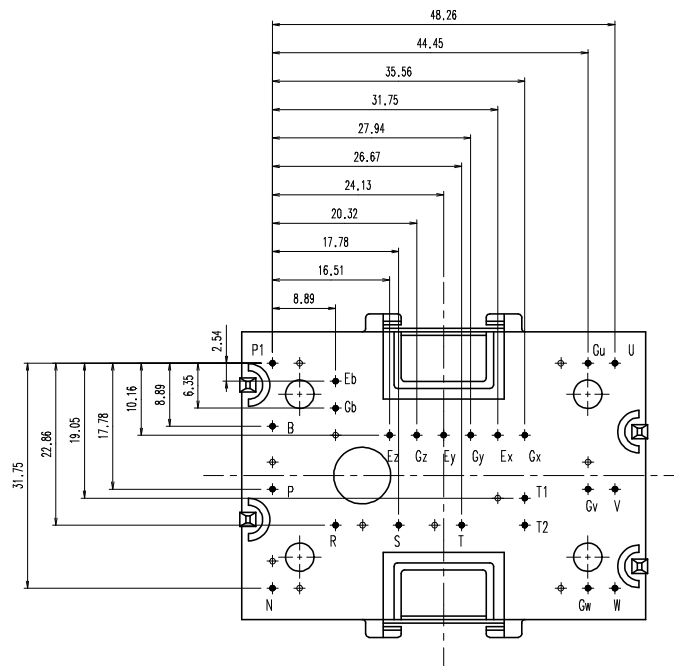 48.26
44.45
35.56
31.75
27.94
26.67
24.13
20.32
17.78
16.51
8.89
2.54
P1
Gu
U
Eb
6.35
8.89
10.16
Gb
B
19.05
17.78
22.86
31.75
Ez
Gz
Ey
Gy
Ex
Gx
P
T1
Gv
V
R
S
T
T2
N
Gw
W